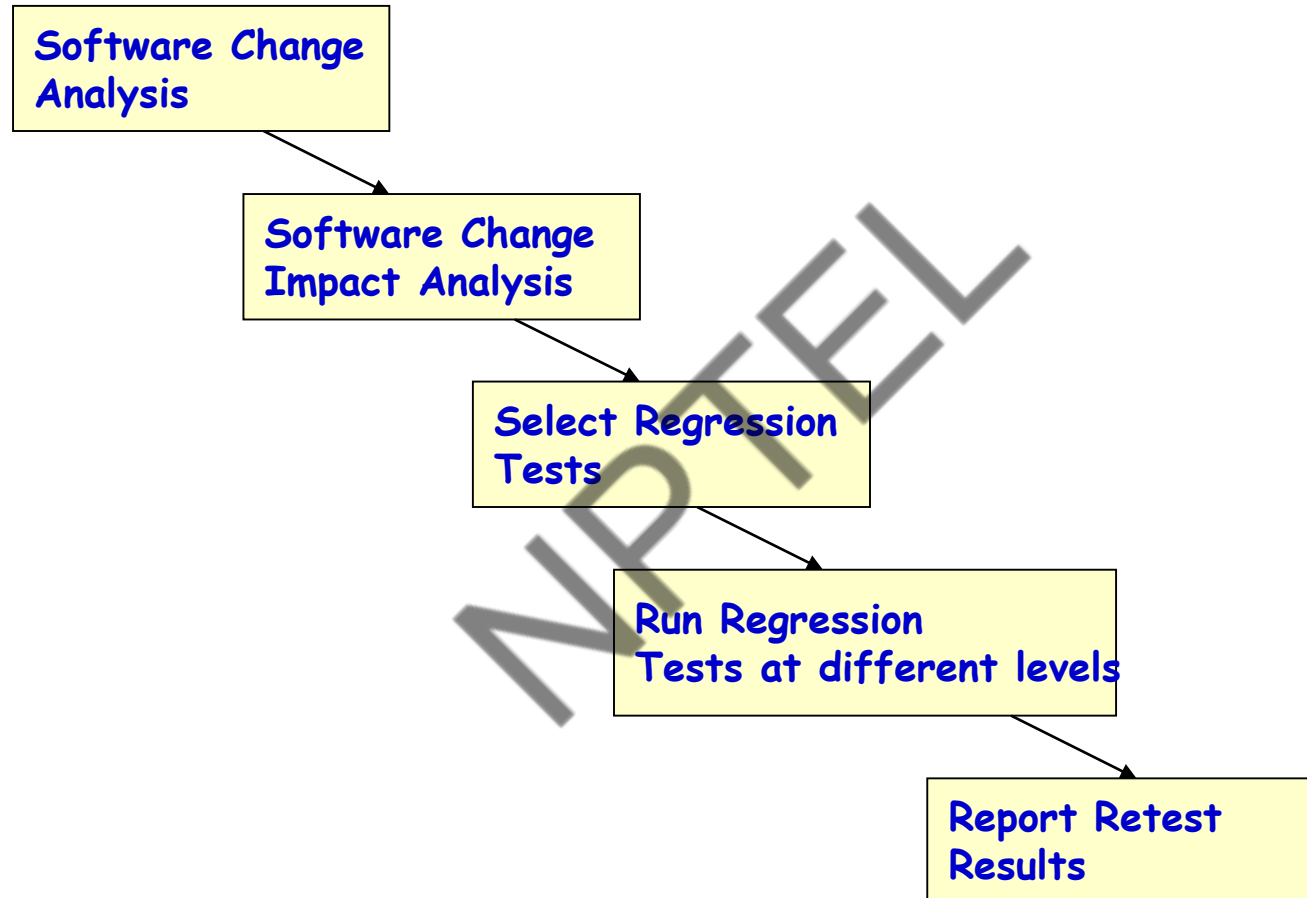 Software Change
Analysis
Software Change
Impact Analysis
Select Regression
Tests
Run Regression
Tests at different levels
Report Retest
Results
NPTEL